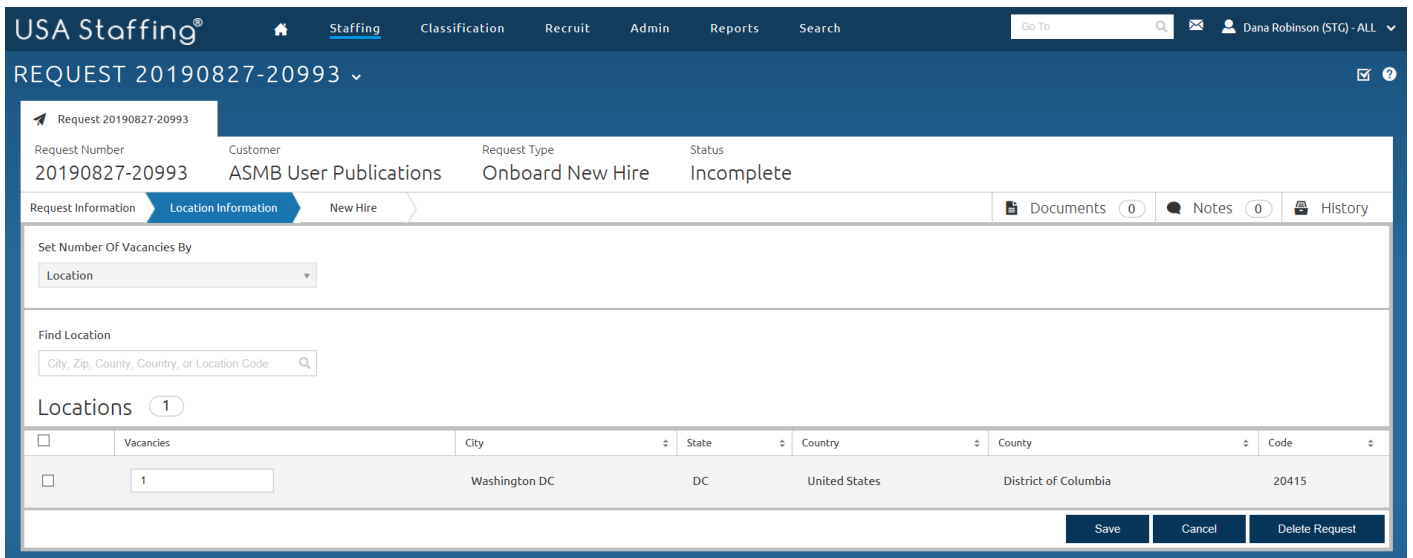 USA Staffing® Staffing Classification Recruit Admin Reports Search Go To Dana Robinson (STG) - ALL
REQUEST 20190827-20993
Request 20190827-20993
Request Number Customer Request Type Status
20190827-20993 ASMB User Publications Onboard New Hire Incomplete
Request Information Location Information New Hire Documents 0 Notes 0 History
Set Number Of Vacancies By
Location
Find Location
City, Zip, County, Country, or Location Code
Locations 1
Vacancies City State Country County Code
1 Washington DC DC United States District of Columbia 20415
Save Cancel Delete Request